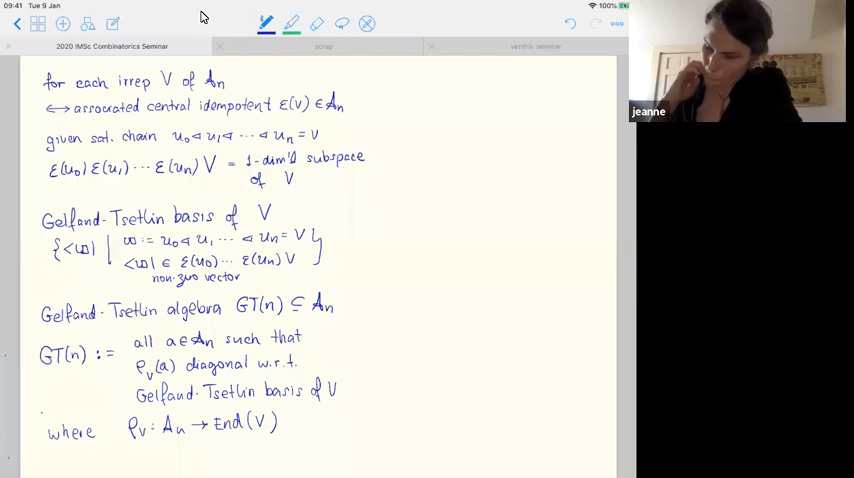 09:41 Tue 9 Jan
100%
2020 IMSc Combinatorics Seminar
scrap
verthik seminar
jeanne
for each irrep V of An
⟷ associated central idempotent ε(v) ∈ An
given sat. chain u0 ◁ u1 ◁ ··· ◁ un = V
ε(u0) ε(u1) ··· ε(un) V = 1-dim'l subspace
of V
Gelfand-Tsetlin basis of V
:= u0 ◁ u1 ··· ◁ un = V
∈ ε(u0) ··· ε(un) V
non-zero vector
Gelfand-Tsetlin algebra GT(n) ⊆ An
all a ∈ An such that
GT(n) :=
ρV(a) diagonal w.r.t.
Gelfand-Tsetlin basis of V
where ρV : An → End(V)